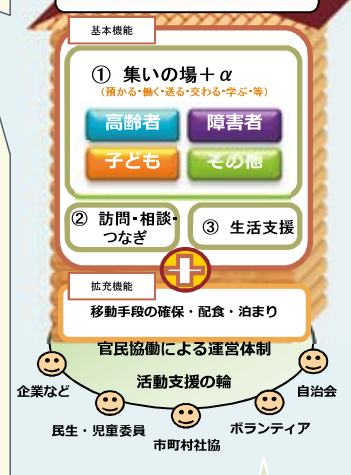 基本機能
① 集いの場＋α
（預かる・働く・送る・交わる・学ぶ・等）
高齢者
障害者
子ども
その他
② 訪問・相談・
つなぎ
③ 生活支援
拡充機能
移動手段の確保・配食・泊まり
官民協働による運営体制
活動支援の輪
企業など
自治会
民生・児童委員
ボランティア
市町村社協